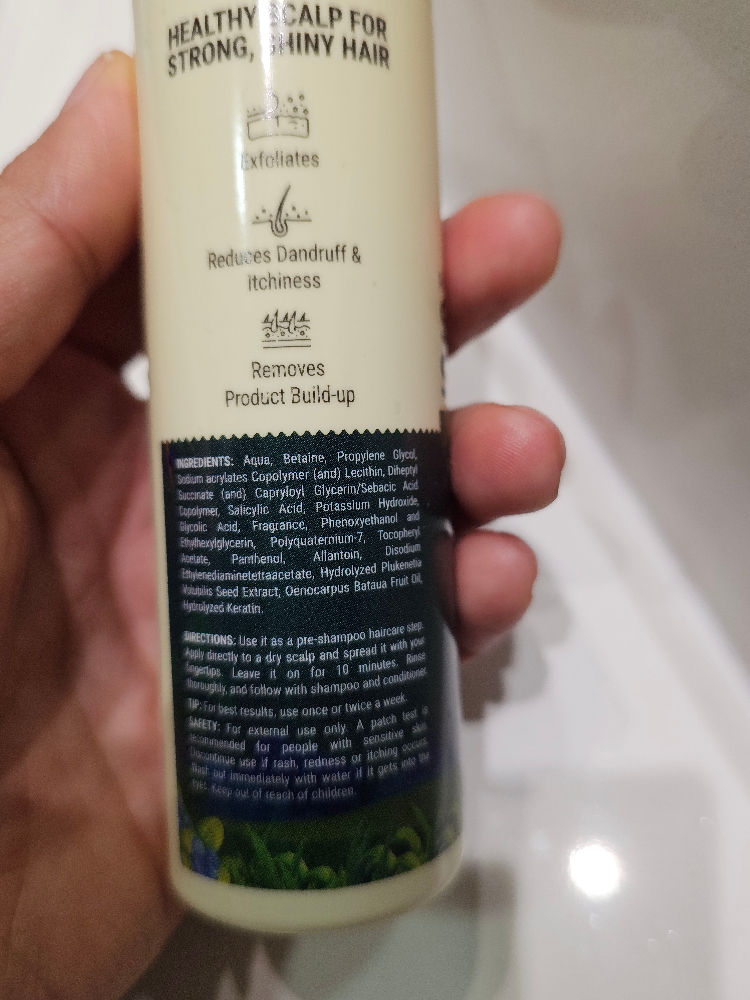 HEALTHY SCALP FOR
STRONG, SHINY HAIR
Exfoliates
Reduces Dandruff &
Itchiness
Removes
Product Build-up
INGREDIENTS: Aqua, Betaine, Propylene Glycol,
Sodium acrylates Copolymer (and) Lecithin, Diheptyl
Succinate (and) Capryloyl Glycerin/Sebacic Acid
Copolymer, Salicylic Acid, Potassium Hydroxide,
Glycolic Acid, Fragrance, Phenoxyethanol and
Ethylhexylglycerin, Polyquaternium-7, Tocopheryl
Acetate, Panthenol, Allantoin, Disodium
Ethylenediaminetettaacetate, Hydrolyzed Plukenetia
Volubilis Seed Extract, Oenocarpus Bataua Fruit Oil,
Hydrolyzed Keratin.
DIRECTIONS: Use it as a pre-shampoo haircare step.
Apply directly to a dry scalp and spread it with your
fingertips. Leave it on for 10 minutes. Rinse
thoroughly, and follow with shampoo and conditioner.
TIP: For best results, use once or twice a week.
SAFETY: For external use only. A patch test is
recommended for people with sensitive skin.
Discontinue use if rash, redness or itching occurs.
Wash out immediately with water if it gets into the
eye. Keep out of reach of children.